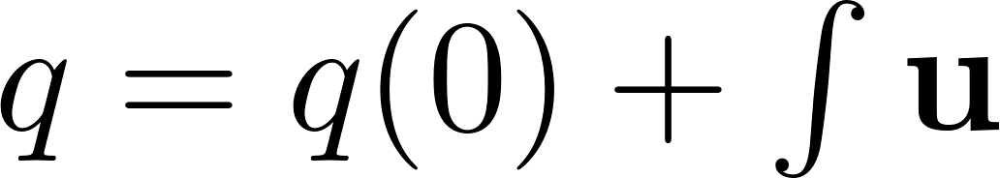 q = q(0) + ∫ u